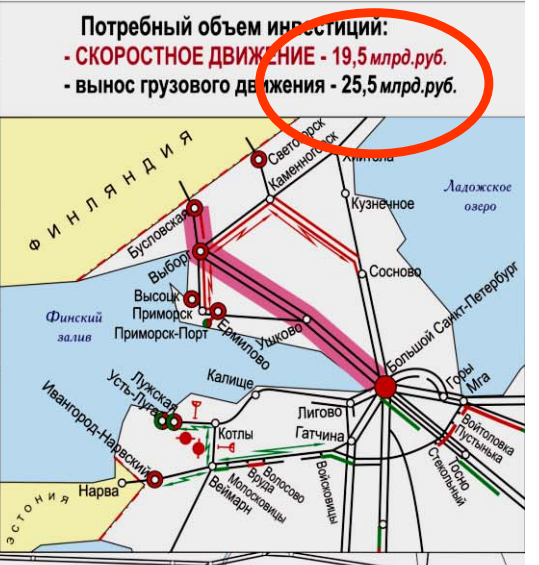 Потребный объем инвестиций:
- СКОРОСТНОЕ ДВИЖЕНИЕ - 19,5 млрд.руб.
- вынос грузового движения - 25,5 млрд.руб.
ФИНЛЯНДИЯ
Светогорск
Каменногорск
Хийтола
Ладожское
озеро
Кузнечное
Бусловская
Выборг
Сосново
Высоцк
Приморск
Приморск-Порт
Ермилово
Ушково
Финский
залив
Большой Санкт-Петербург
Горы
Мга
Калище
Лужская
Усть-Луга
Ивангород-Нарвский
Лигово
Гатчина
Котлы
Войтоловка
Пустынька
Тосно
Стекольный
Нарва
Веймарн
Молосковицы
Вруда
Волосово
Войсковицы
ЭСТОНИЯ